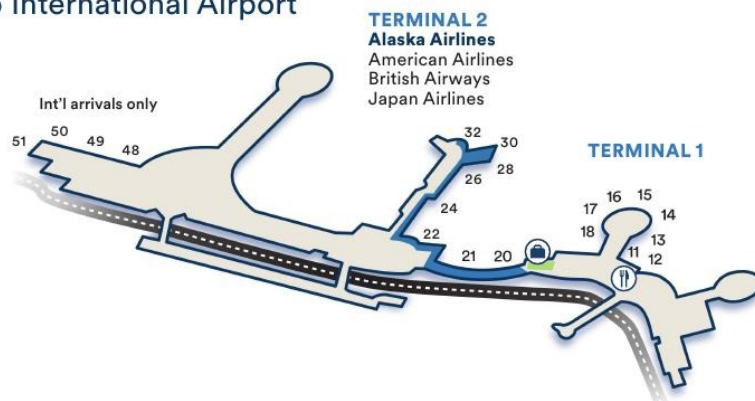 International Airport
TERMINAL 2
Alaska Airlines
American Airlines
British Airways
Japan Airlines
Int'l arrivals only
51
50
49
48
32
30
28
26
24
22
21
20
TERMINAL 1
18
17
16
15
14
13
12
11